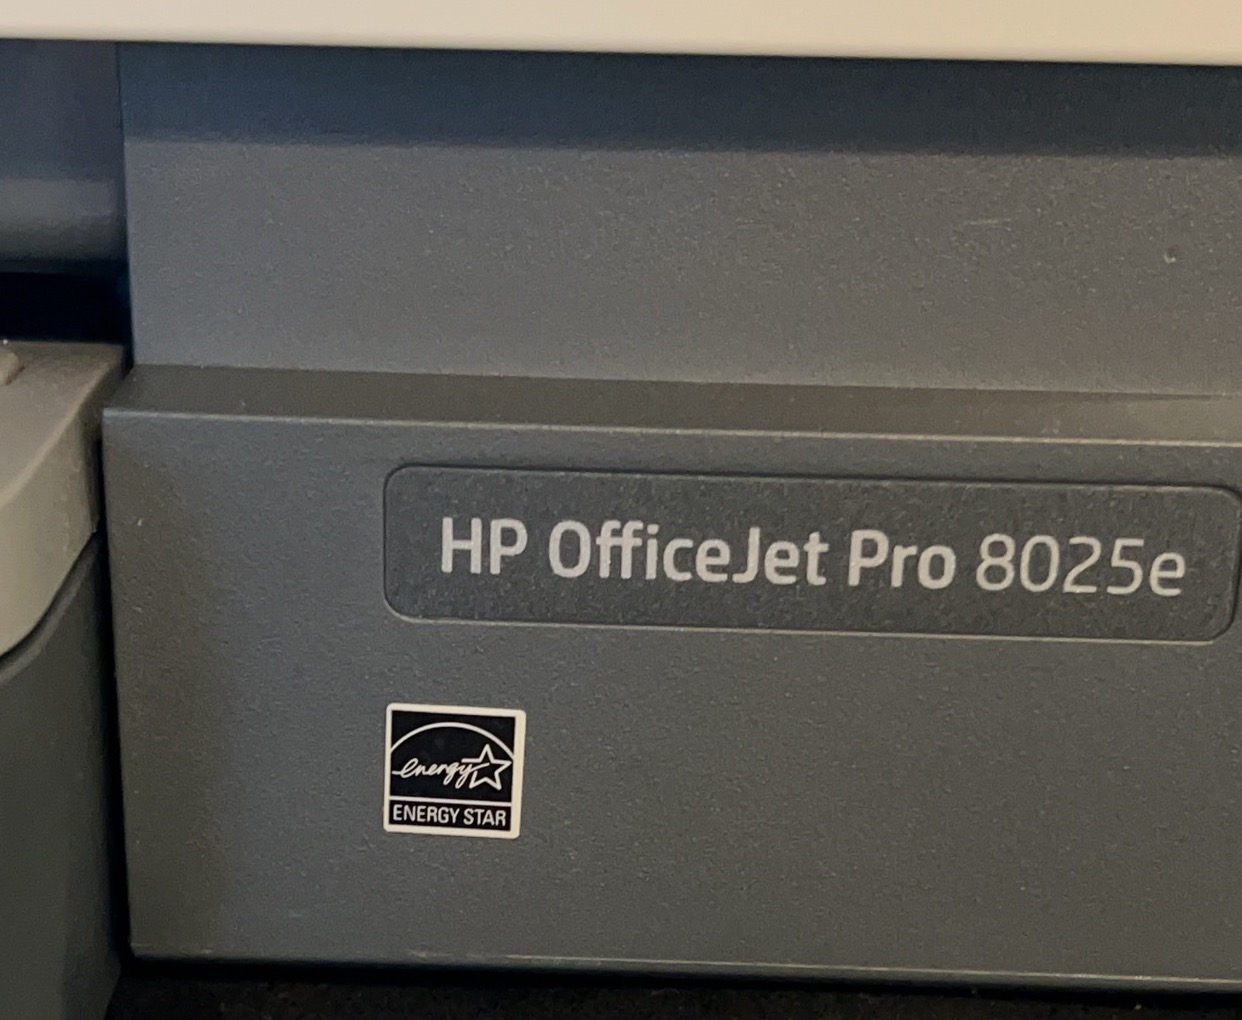 HP OfficeJet Pro 8025e
energy
ENERGY STAR